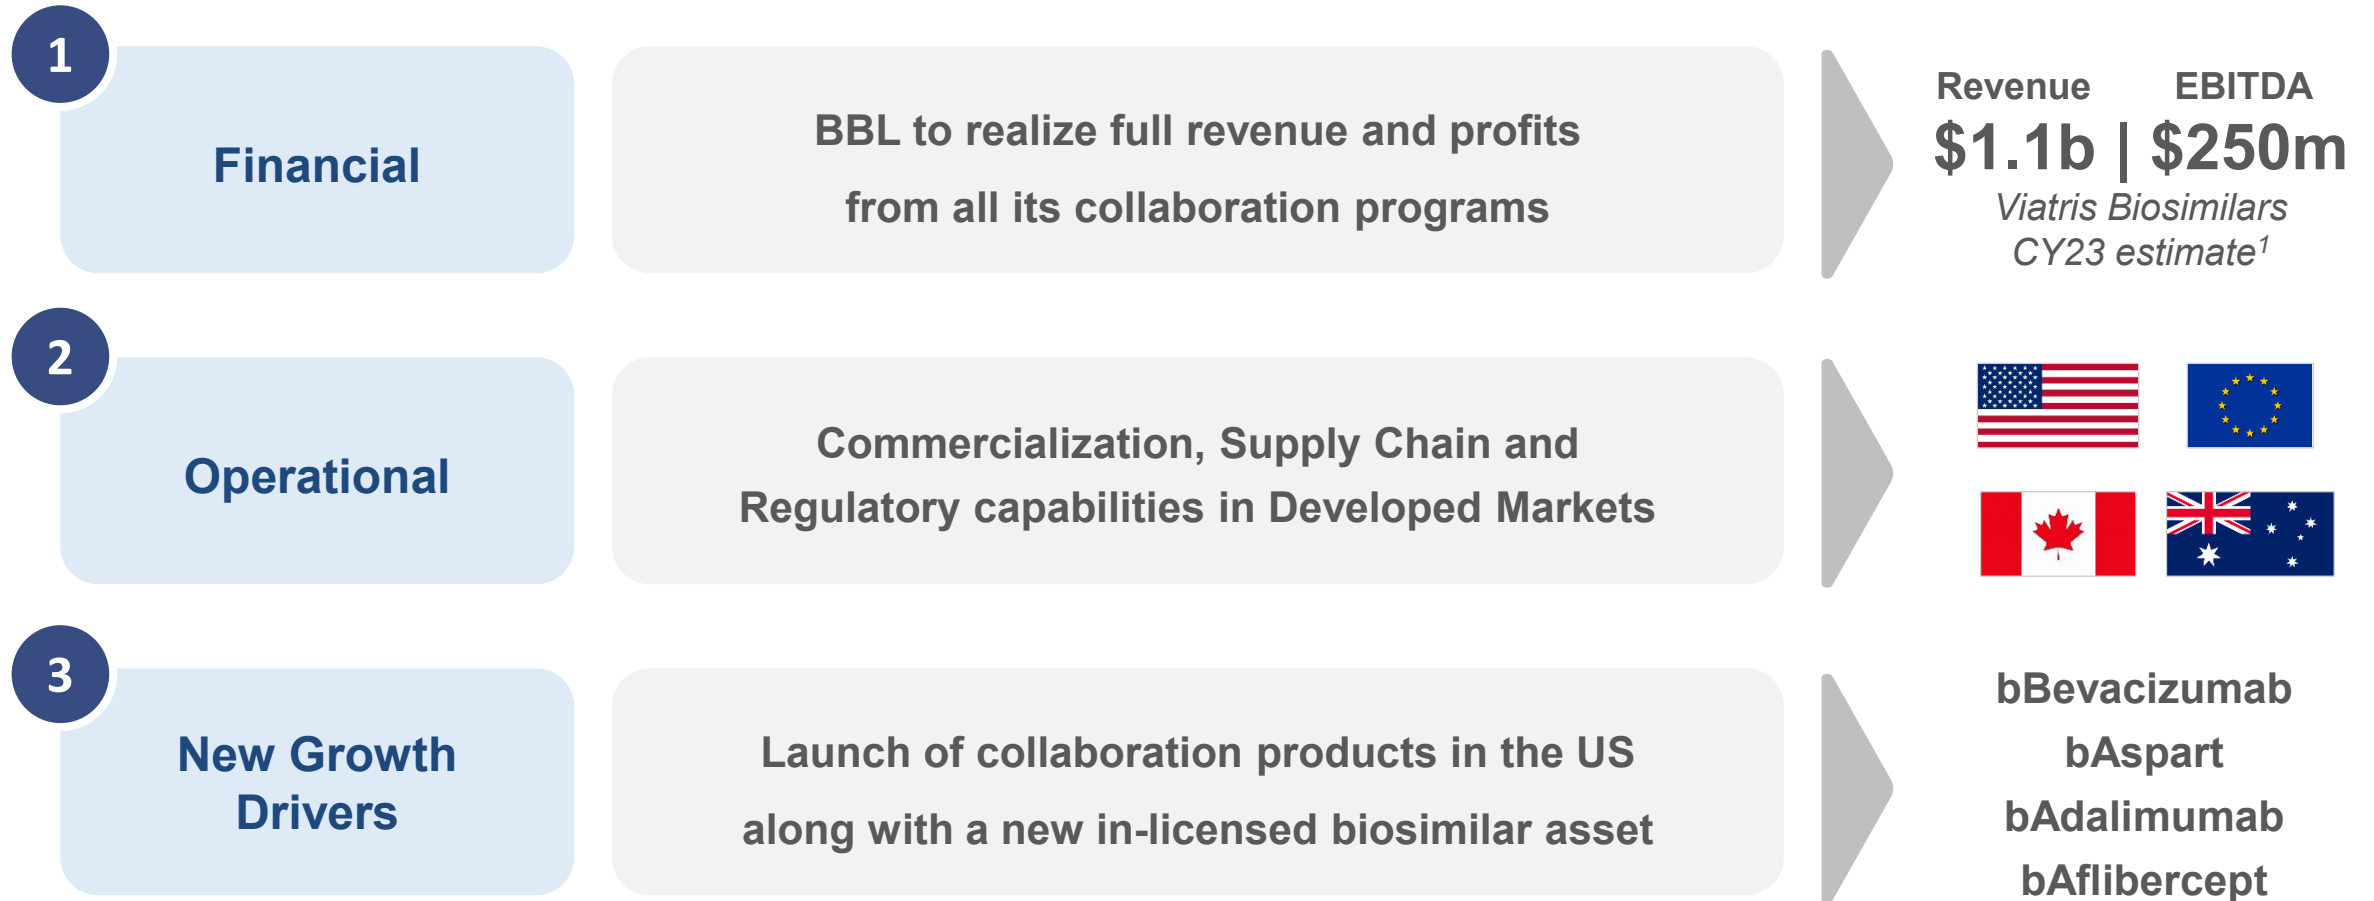 1
Financial
BBL to realize full revenue and profits
from all its collaboration programs
Revenue EBITDA
$1.1b | $250m
Viatris Biosimilars
CY23 estimate1
2
Operational
Commercialization, Supply Chain and
Regulatory capabilities in Developed Markets
3
New Growth
Drivers
Launch of collaboration products in the US
along with a new in-licensed biosimilar asset
bBevacizumab
bAspart
bAdalimumab
bAflibercept